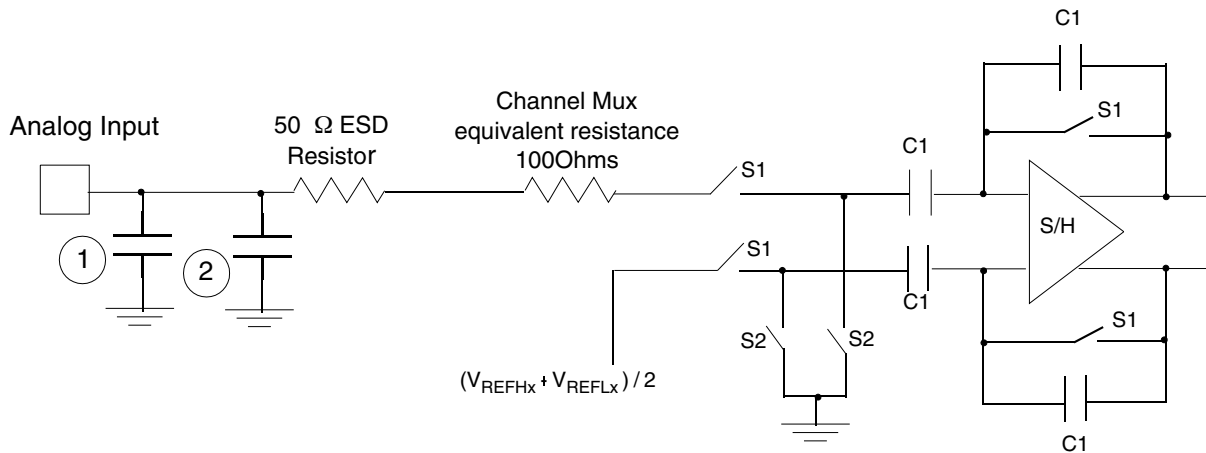 C1
Analog Input
50 Ω ESD
Resistor
Channel Mux
equivalent resistance
100Ohms
S1
C1
S1
S/H
1
2
S1
C1
S1
S2
S2
(VREFHx + VREFLx) / 2
C1